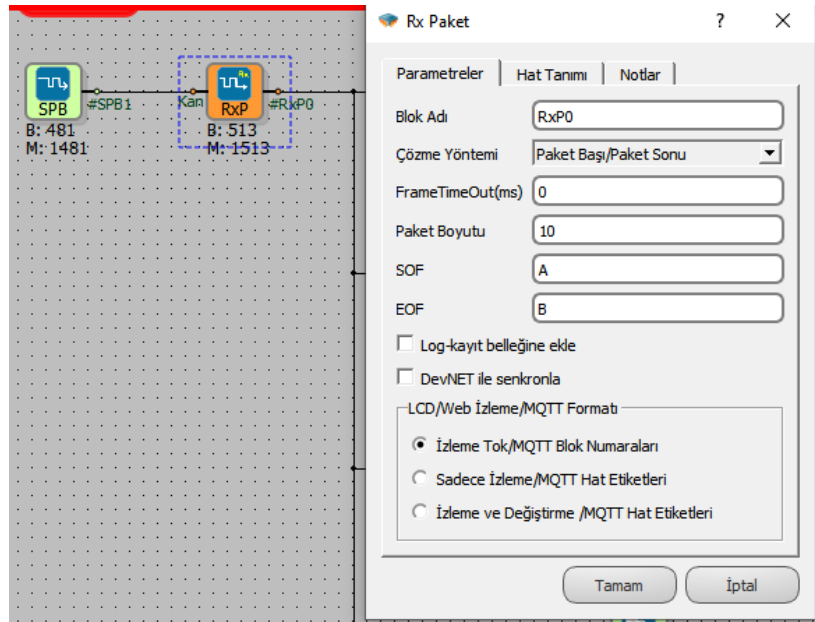 SPB
#SPB1
B: 481
M: 1481
Kan
Rx
RxP
#RxP0
B: 513
M: 1513
Rx Paket
?
Parametreler
Hat Tanımı
Notlar
Blok Adı
RxP0
Çözme Yöntemi
Paket Başı/Paket Sonu
FrameTimeOut(ms)
0
Paket Boyutu
10
SOF
A
EOF
B
Log-kayıt belleğine ekle
DevNET ile senkronla
LCD/Web İzleme/MQTT Formatı
İzleme Tok/MQTT Blok Numaraları
Sadece İzleme/MQTT Hat Etiketleri
İzleme ve Değiştirme /MQTT Hat Etiketleri
Tamam
İptal